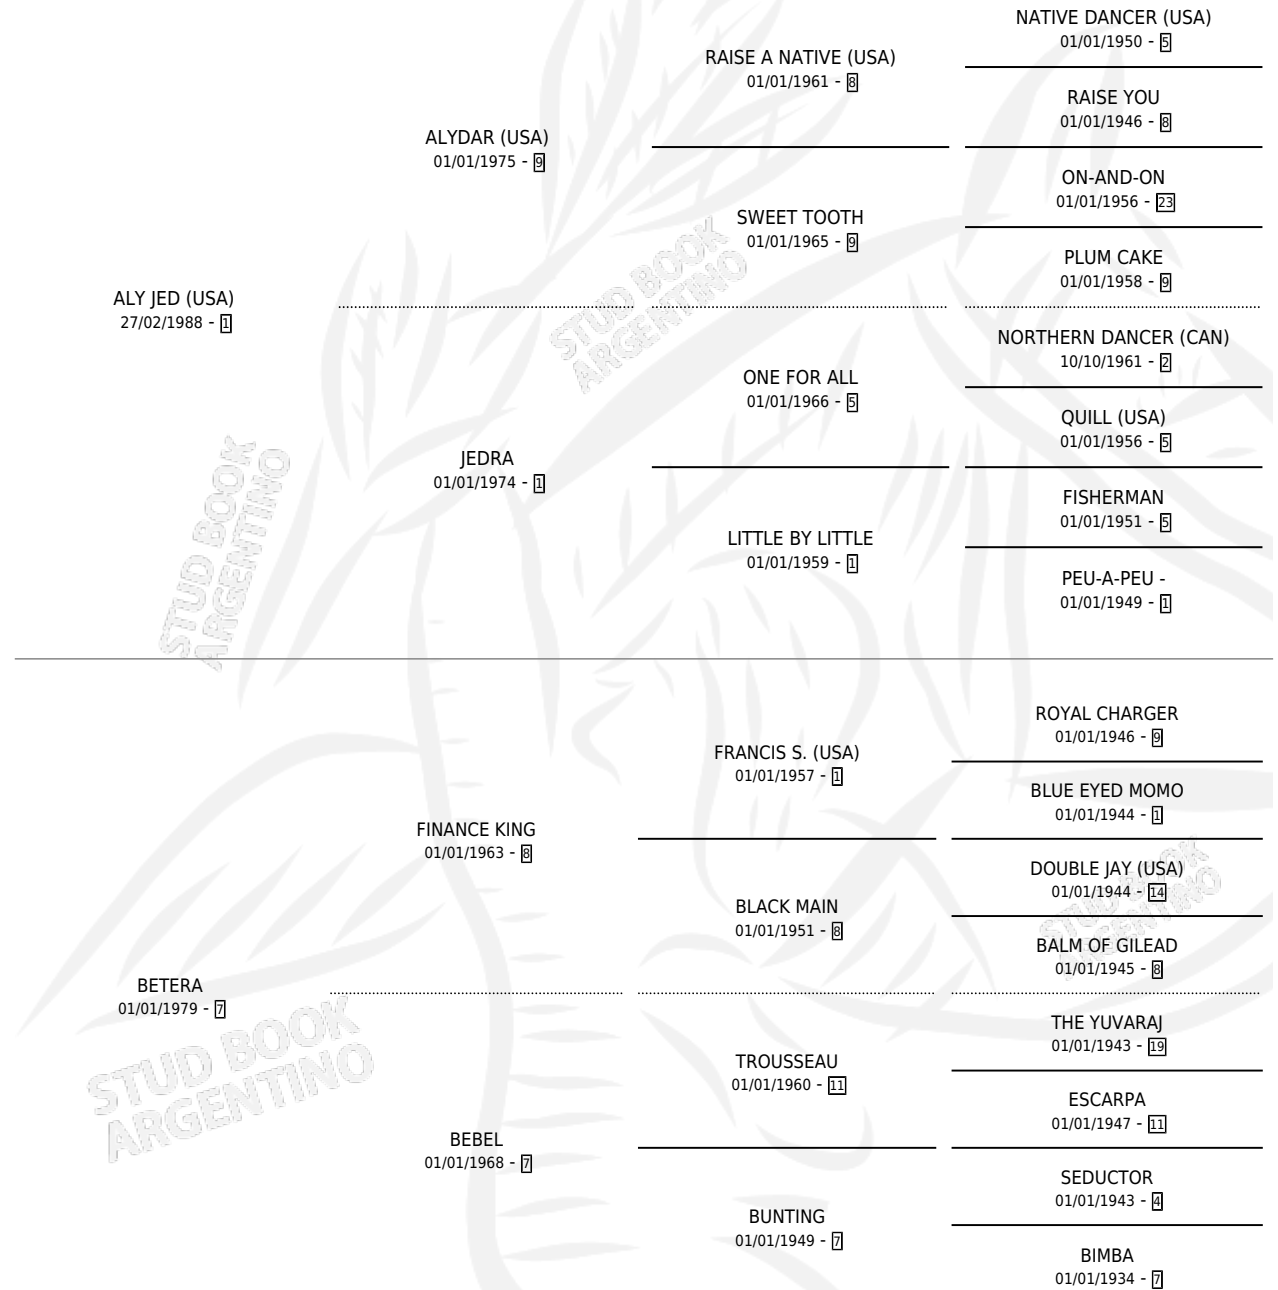 NATIVE DANCER (USA)
01/01/1950 - 5
RAISE A NATIVE (USA)
01/01/1961 - 8
RAISE YOU
01/01/1946 - 8
ALYDAR (USA)
01/01/1975 - 9
ON-AND-ON
01/01/1956 - 23
SWEET TOOTH
01/01/1965 - 9
PLUM CAKE
01/01/1958 - 9
ALY JED (USA)
27/02/1988 - 1
NORTHERN DANCER (CAN)
10/10/1961 - 2
ONE FOR ALL
01/01/1966 - 5
QUILL (USA)
01/01/1956 - 5
JEDRA
01/01/1974 - 1
FISHERMAN
01/01/1951 - 5
LITTLE BY LITTLE
01/01/1959 - 1
PEU-A-PEU -
01/01/1949 - 1
ROYAL CHARGER
01/01/1946 - 9
FRANCIS S. (USA)
01/01/1957 - 1
BLUE EYED MOMO
01/01/1944 - 1
FINANCE KING
01/01/1963 - 8
DOUBLE JAY (USA)
01/01/1944 - 14
BLACK MAIN
01/01/1951 - 8
BALM OF GILEAD
01/01/1945 - 8
BETERA
01/01/1979 - 7
THE YUVARAJ
01/01/1943 - 19
TROUSSEAU
01/01/1960 - 11
ESCARPA
01/01/1947 - 11
BEBEL
01/01/1968 - 7
SEDUCTOR
01/01/1943 - 4
BUNTING
01/01/1949 - 7
BIMBA
01/01/1934 - 7
STUD BOOK
ARGENTINO
STUD BOOK
ARGENTINO
STUD BOOK
ARGENTINO
STUD BOOK
ARGENTINO